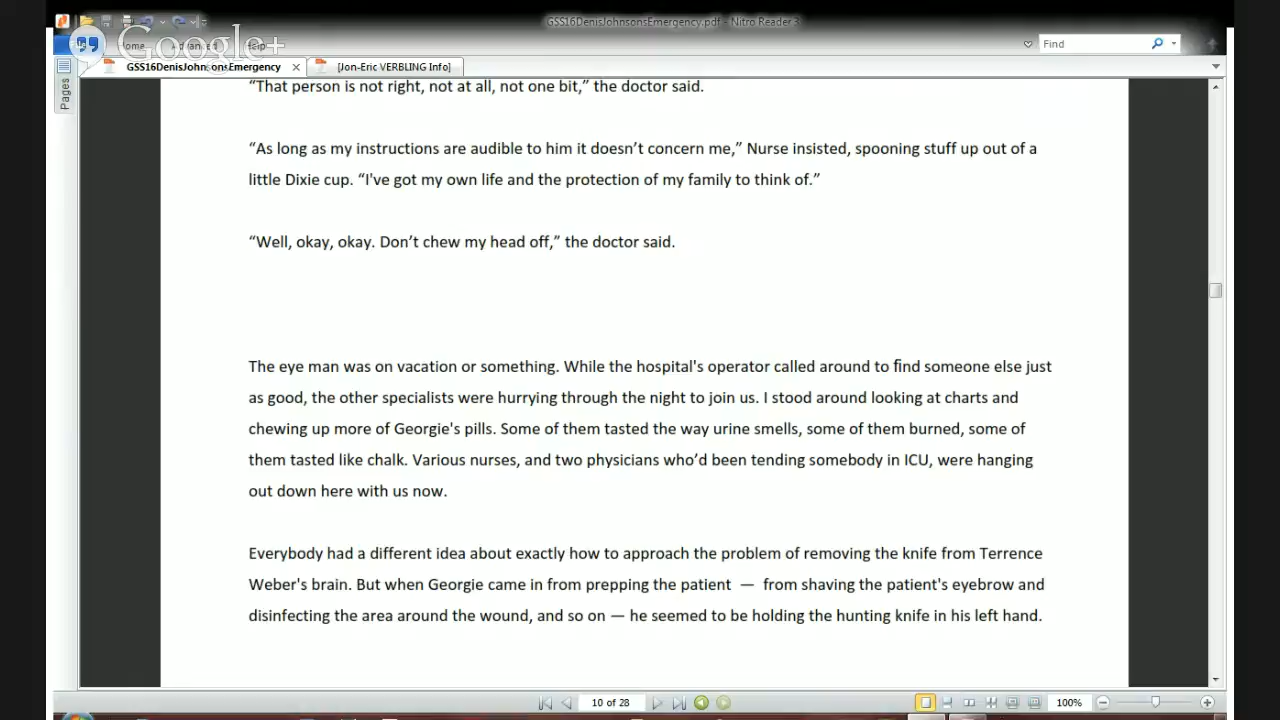 GSS16DenisJohnsonsEmergency.pdf - Nitro Reader 3
Google+
Home Advanced Help
Find
GSS16DenisJohnsonsEmergency
[Jon-Eric VERBLING Info]
Pages
“That person is not right, not at all, not one bit,” the doctor said.
“As long as my instructions are audible to him it doesn’t concern me,” Nurse insisted, spooning stuff up out of a
little Dixie cup. “I've got my own life and the protection of my family to think of.”
“Well, okay, okay. Don’t chew my head off,” the doctor said.
The eye man was on vacation or something. While the hospital's operator called around to find someone else just
as good, the other specialists were hurrying through the night to join us. I stood around looking at charts and
chewing up more of Georgie's pills. Some of them tasted the way urine smells, some of them burned, some of
them tasted like chalk. Various nurses, and two physicians who’d been tending somebody in ICU, were hanging
out down here with us now.
Everybody had a different idea about exactly how to approach the problem of removing the knife from Terrence
Weber's brain. But when Georgie came in from prepping the patient — from shaving the patient's eyebrow and
disinfecting the area around the wound, and so on — he seemed to be holding the hunting knife in his left hand.
10 of 28
100%